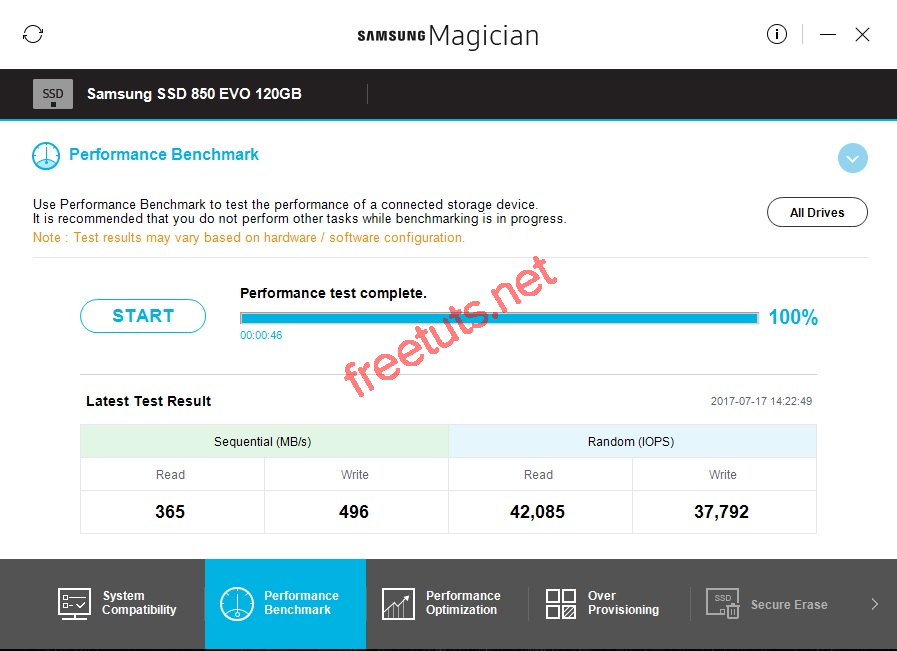 SAMSUNG Magician
SSD
Samsung SSD 850 EVO 120GB
Performance Benchmark
Use Performance Benchmark to test the performance of a connected storage device.
It is recommended that you do not perform other tasks while benchmarking is in progress.
All Drives
Note : Test results may vary based on hardware / software configuration.
START
Performance test complete.
100%
00:00:46
freetuts.net
Latest Test Result
2017-07-17 14:22:49
Sequential (MB/s)
Random (IOPS)
Read
Write
Read
Write
365
496
42,085
37,792
System
Compatibility
Performance
Benchmark
Performance
Optimization
Over
Provisioning
SSD
Secure Erase